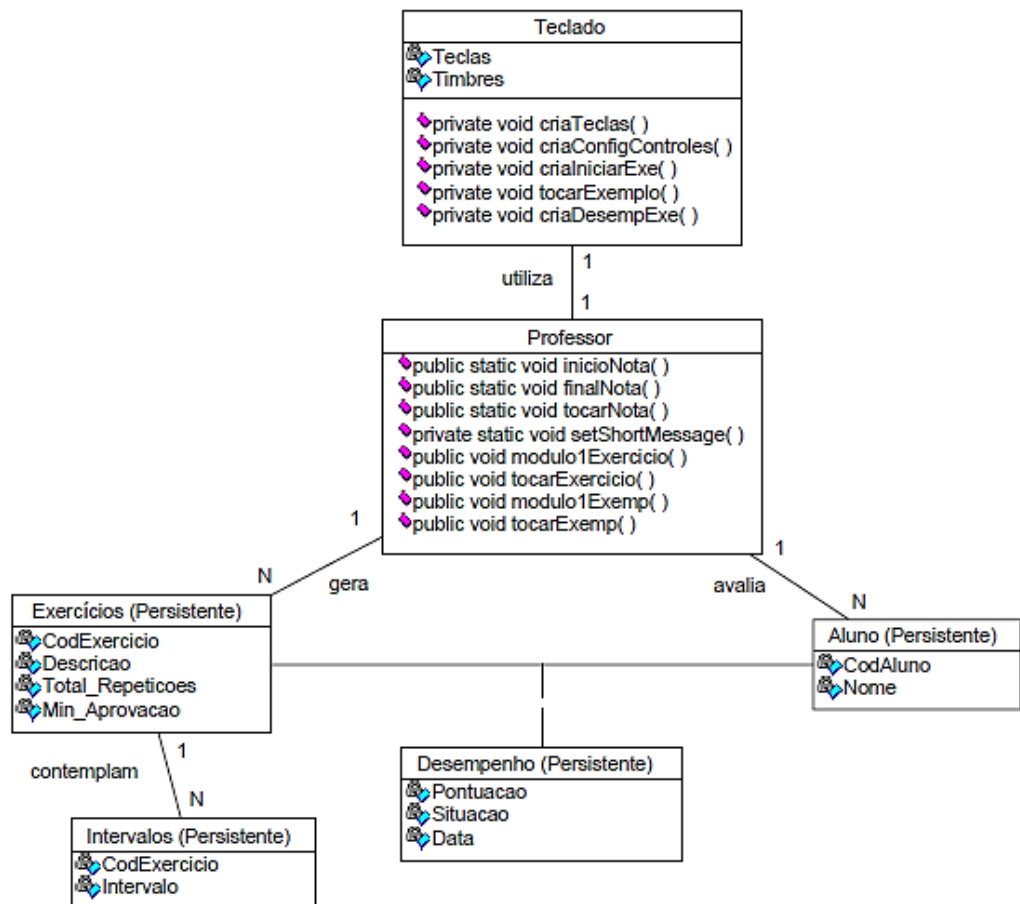 Teclado
Teclas
Timbres
private void criaTeclas( )
private void criaConfigControles( )
private void criaIniciarExe( )
private void tocarExemplo( )
private void criaDesempExe( )
1
utiliza
1
Professor
public static void inicioNota( )
public static void finalNota( )
public static void tocarNota( )
private static void setShortMessage( )
public void modulo1Exercicio( )
public void tocarExercicio( )
public void modulo1Exemp( )
public void tocarExemp( )
1
N
gera
1
avalia
N
Exercícios (Persistente)
CodExercicio
Descricao
Total_Repeticoes
Min_Aprovacao
Aluno (Persistente)
CodAluno
Nome
1
contemplam
N
Desempenho (Persistente)
Pontuacao
Situacao
Data
Intervalos (Persistente)
CodExercicio
Intervalo